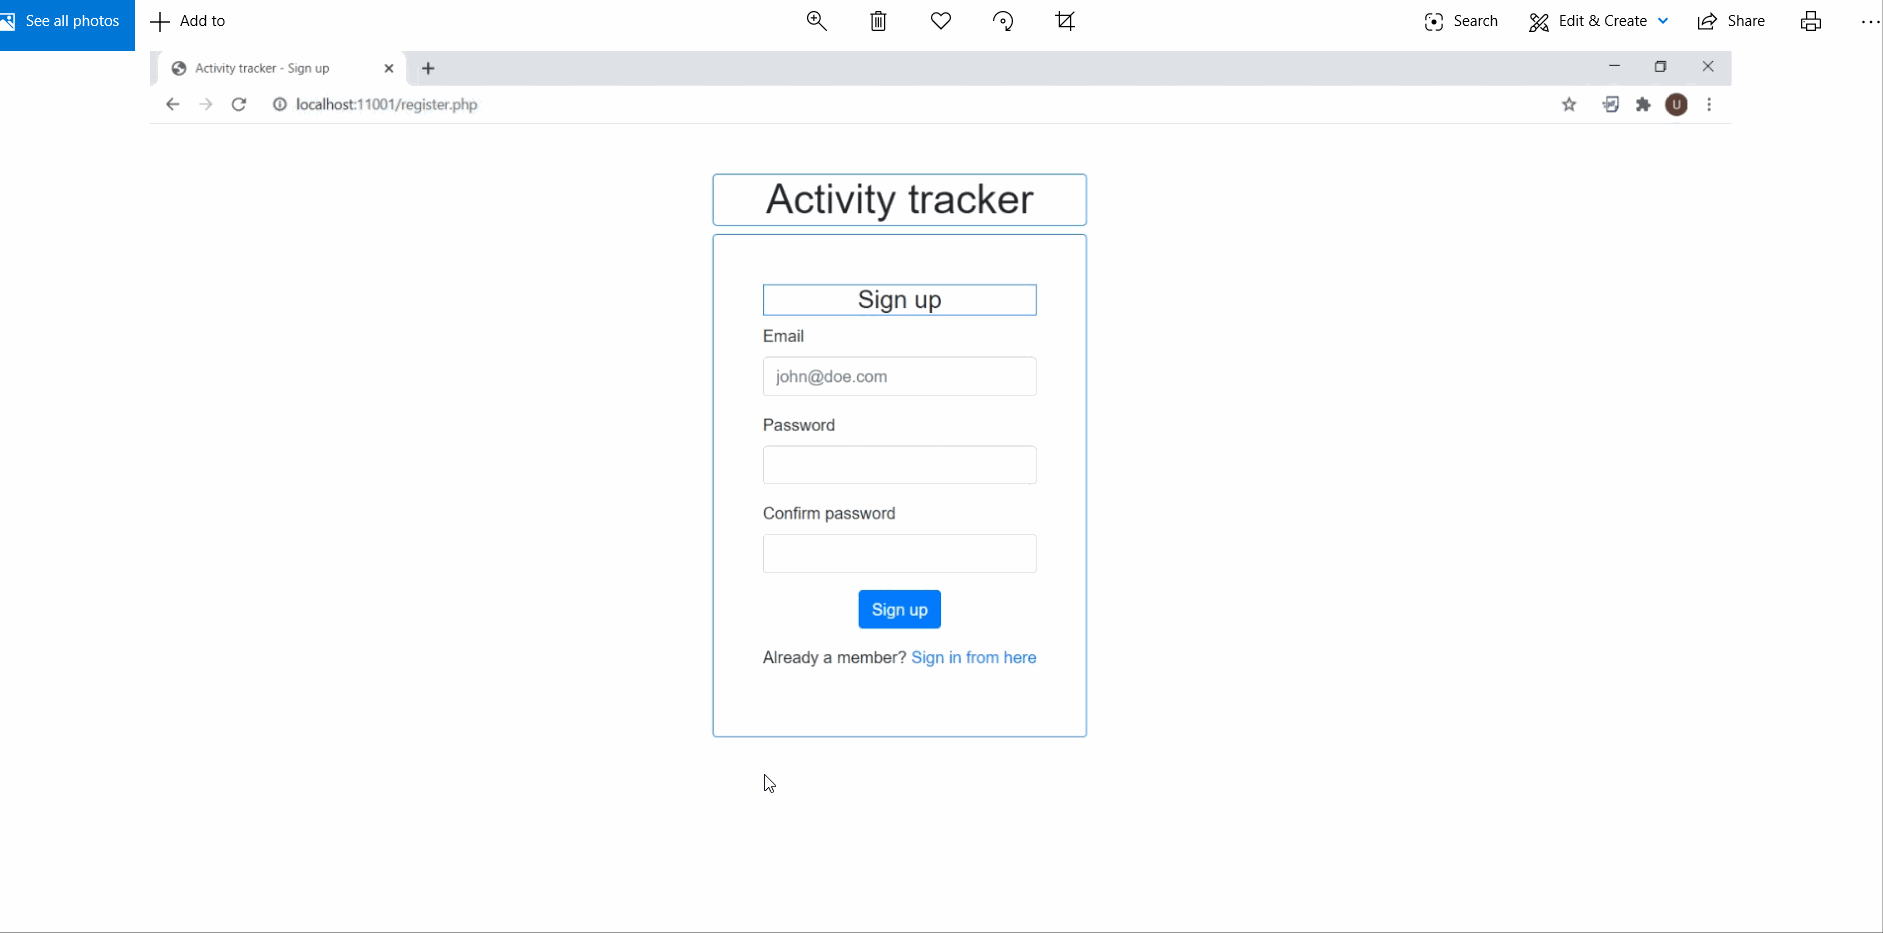 See all photos Add to Search Edit & Create Share
Activity tracker - Sign up
localhost:11001/register.php U
Activity tracker
Sign up
Email
john@doe.com
Password
Confirm password
Sign up
Already a member? Sign in from here